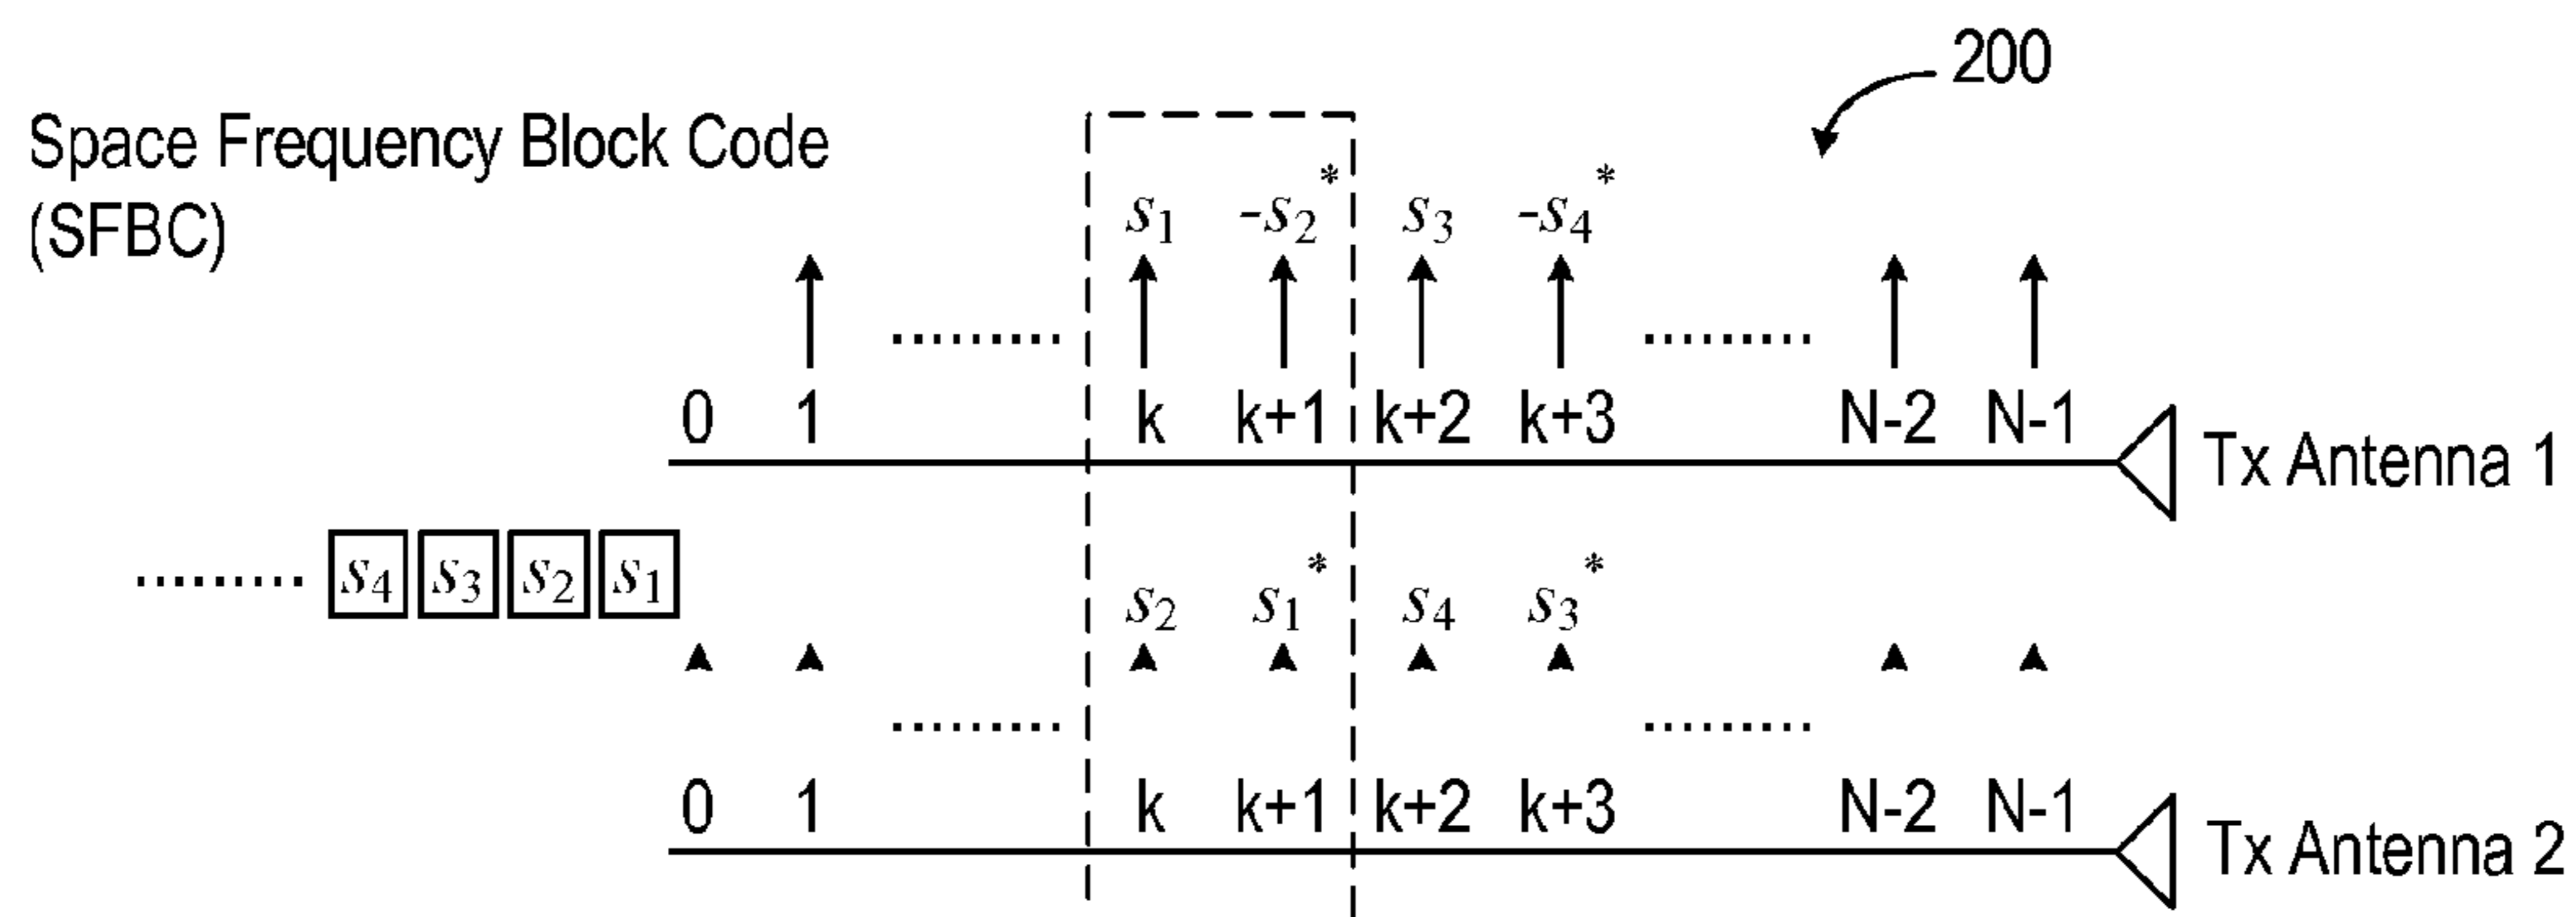 200
Space Frequency Block Code
(SFBC)
s₁ -s₂* s₃ -s₄*
0 1 ......... k k+1 k+2 k+3 ......... N-2 N-1
Tx Antenna 1
......... s₄ s₃ s₂ s₁
s₂ s₁* s₄ s₃*
.........  .........
0 1 k k+1 k+2 k+3 N-2 N-1
Tx Antenna 2